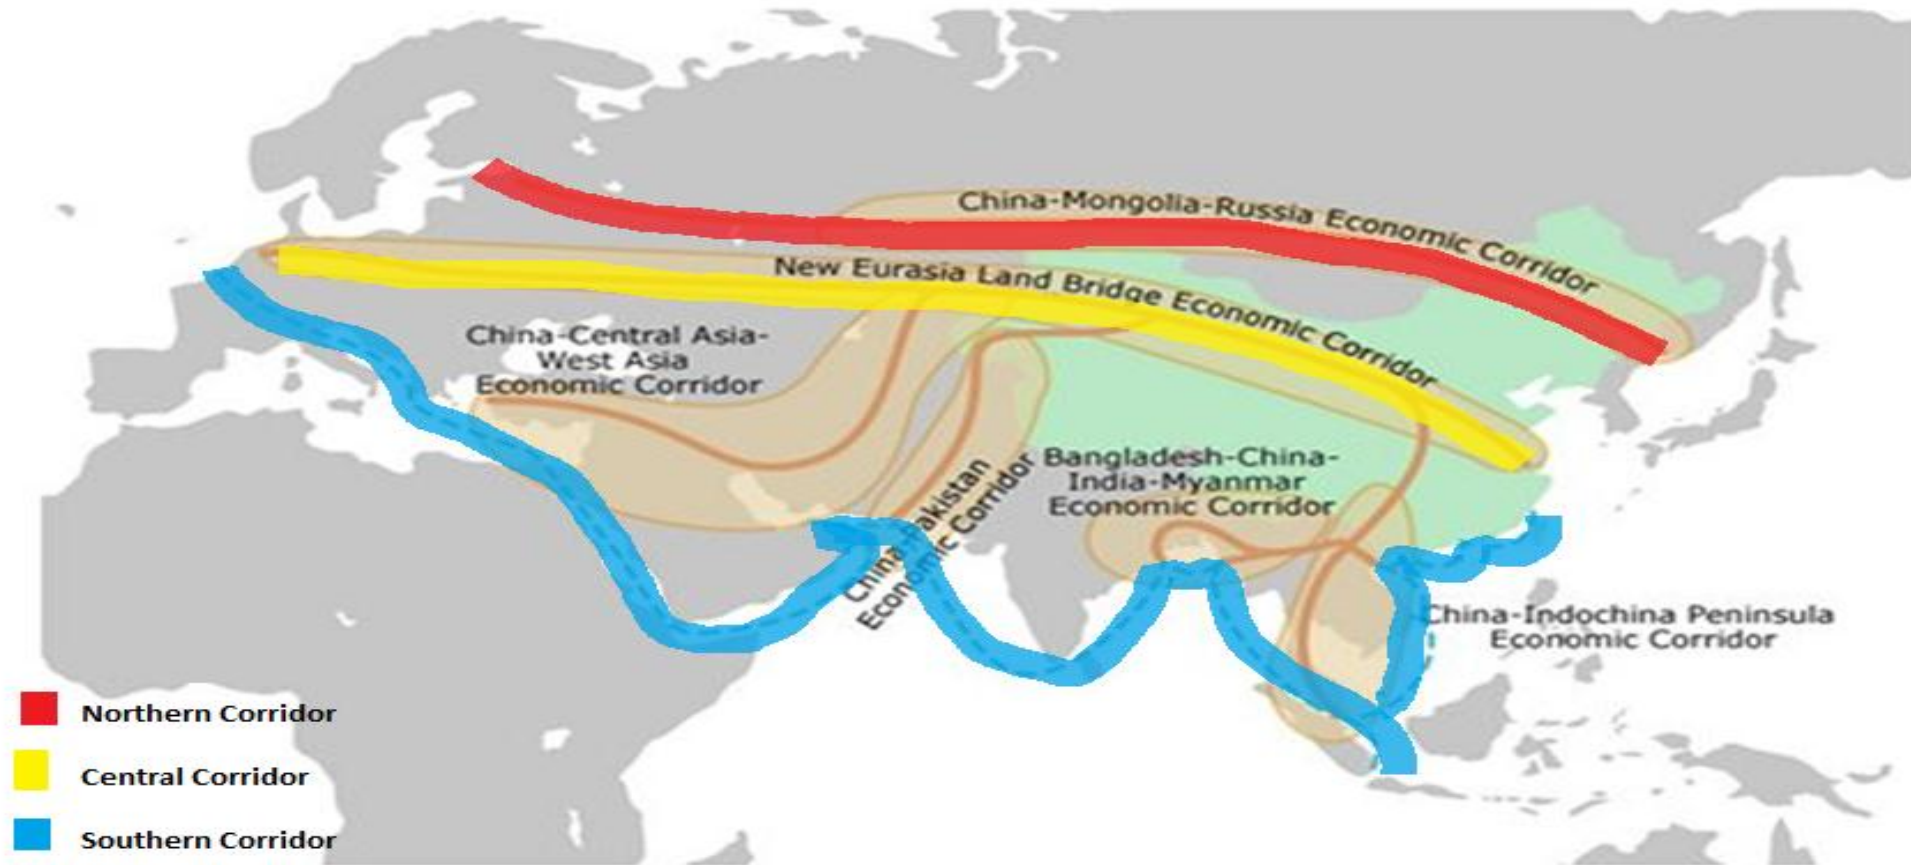 China-Mongolia-Russia Economic Corridor
New Eurasia Land Bridge Economic Corridor
China-Central Asia-
West Asia
Economic Corridor
China-Pakistan
Economic Corridor
Bangladesh-China-
India-Myanmar
Economic Corridor
China-Indochina Peninsula
Economic Corridor
Northern Corridor
Central Corridor
Southern Corridor